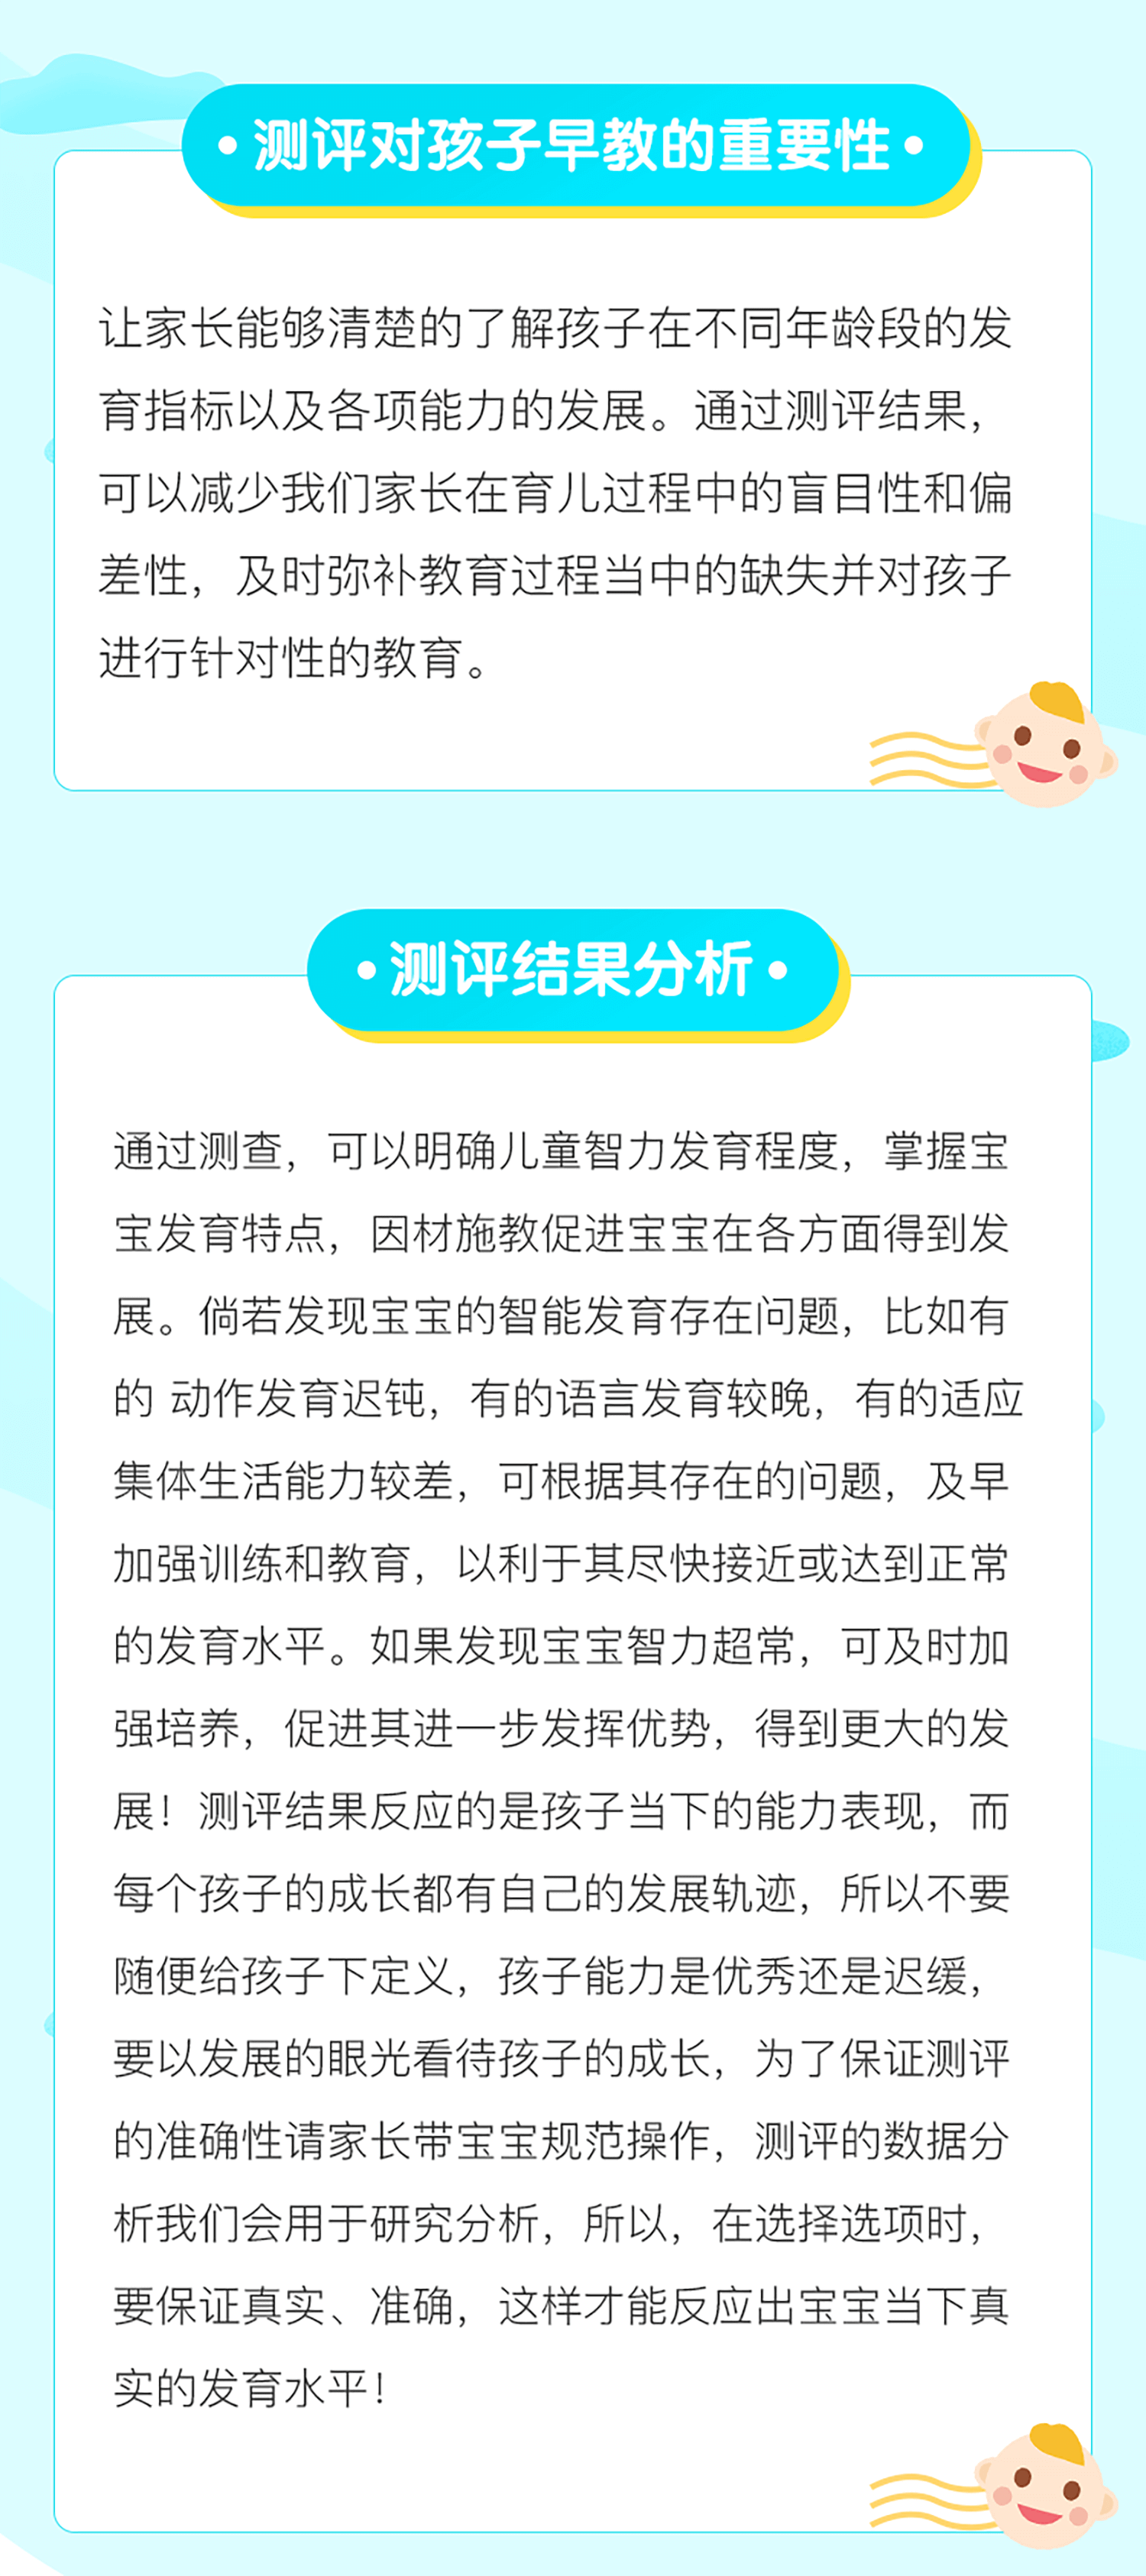 ·测评对孩子早教的重要性·
让家长能够清楚的了解孩子在不同年龄段的发
育指标以及各项能力的发展。通过测评结果，
可以减少我们家长在育儿过程中的盲目性和偏
差性，及时弥补教育过程当中的缺失并对孩子
进行针对性的教育。
·测评结果分析·
通过测查，可以明确儿童智力发育程度，掌握宝
宝发育特点，因材施教促进宝宝在各方面得到发
展。倘若发现宝宝的智能发育存在问题，比如有
的 动作发育迟钝，有的语言发育较晚，有的适应
集体生活能力较差，可根据其存在的问题，及早
加强训练和教育，以利于其尽快接近或达到正常
的发育水平。如果发现宝宝智力超常，可及时加
强培养，促进其进一步发挥优势，得到更大的发
展！测评结果反应的是孩子当下的能力表现，而
每个孩子的成长都有自己的发展轨迹，所以不要
随便给孩子下定义，孩子能力是优秀还是迟缓，
要以发展的眼光看待孩子的成长，为了保证测评
的准确性请家长带宝宝规范操作，测评的数据分
析我们会用于研究分析，所以，在选择选项时，
要保证真实、准确，这样才能反应出宝宝当下真
实的发育水平！